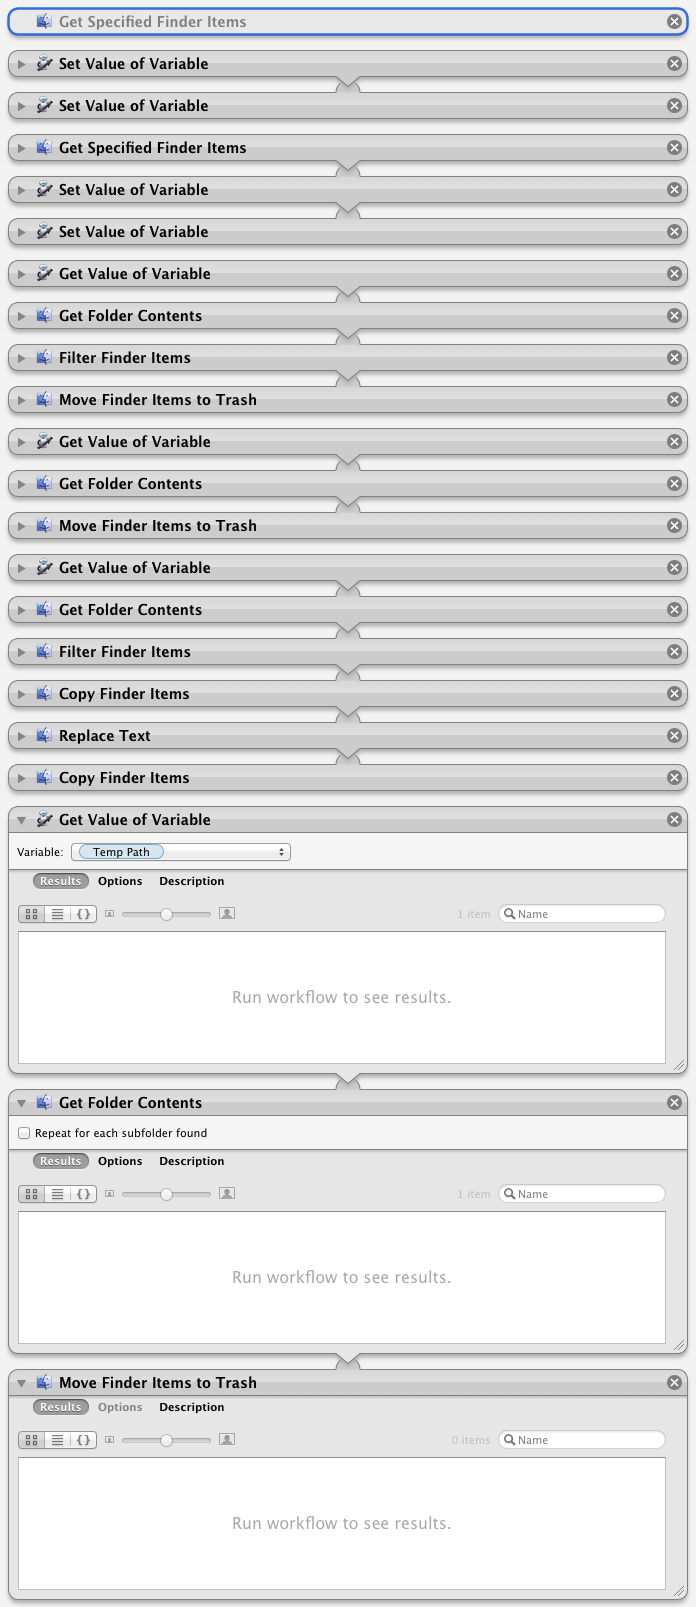 Get Specified Finder Items
Set Value of Variable
Set Value of Variable
Get Specified Finder Items
Set Value of Variable
Set Value of Variable
Get Value of Variable
Get Folder Contents
Filter Finder Items
Move Finder Items to Trash
Get Value of Variable
Get Folder Contents
Move Finder Items to Trash
Get Value of Variable
Get Folder Contents
Filter Finder Items
Copy Finder Items
Replace Text
Copy Finder Items
Get Value of Variable
Variable: Temp Path
Results Options Description
{} 1 item Name
Run workflow to see results.
Get Folder Contents
Repeat for each subfolder found
Results Options Description
{} 1 item Name
Run workflow to see results.
Move Finder Items to Trash
Results Options Description
{} 0 items Name
Run workflow to see results.